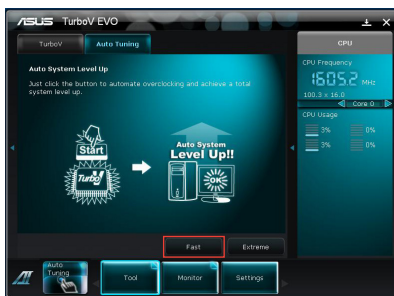 ASUS TurboV EVO
TurboV
Auto Tuning
Auto System Level Up
Just click the button to automate overclocking and achieve a total
system level up.
Start
Turbo!
Auto System
Level Up!!
OK
Fast
Extreme
CPU
CPU Frequency
1605.2 MHz
100.3 x 16.0
Core 0
CPU Usage
3%
0%
3%
0%
Auto
Tuning
Tool
Monitor
Settings